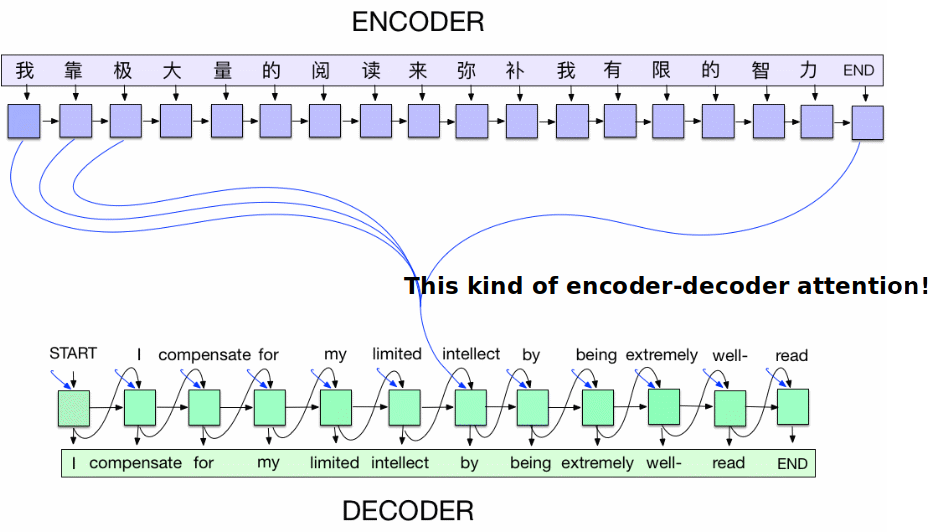 ENCODER
我 靠 极 大 量 的 阅 读 来 弥 补 我 有 限 的 智 力 END
This kind of encoder-decoder attention!
START I compensate for my limited intellect by being extremely well- read
I compensate for my limited intellect by being extremely well- read END
DECODER